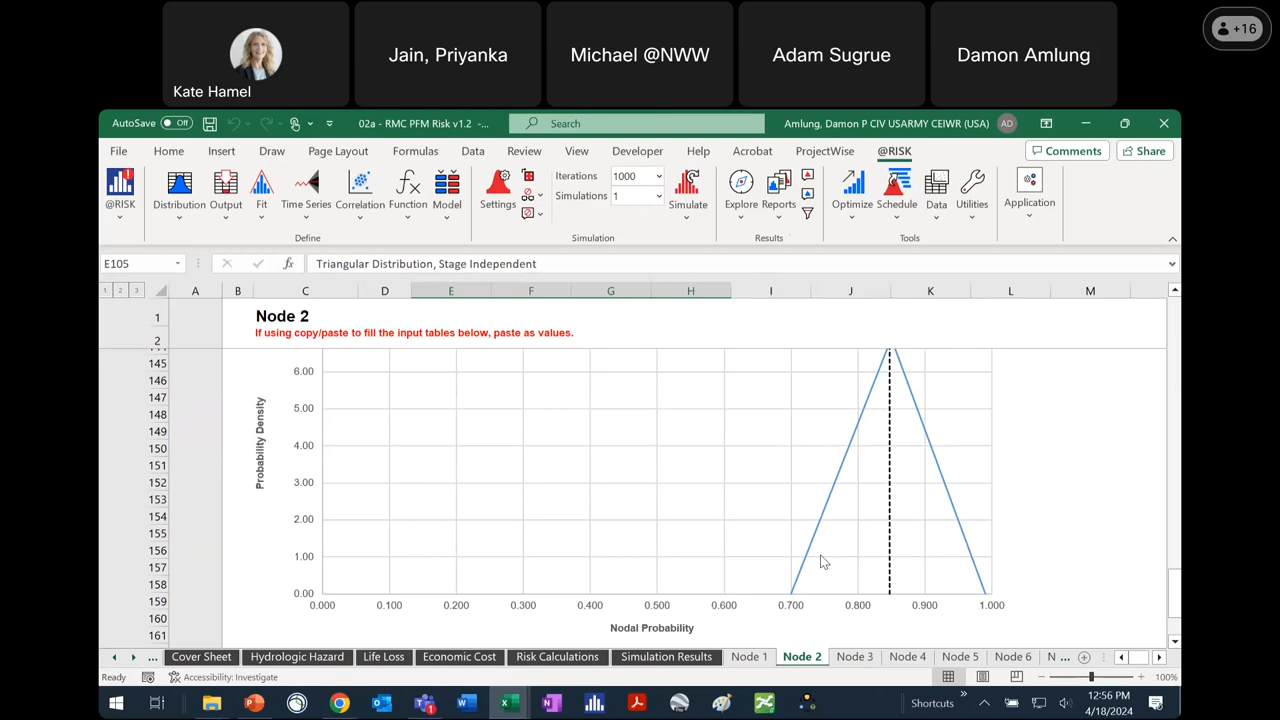 Kate Hamel
Jain, Priyanka
Michael @NWW
Adam Sugrue
Damon Amlung
+16
AutoSave Off
02a - RMC PFM Risk v1.2 -...
Search
Amlung, Damon P CIV USARMY CEIWR (USA) AD
File Home Insert Draw Page Layout Formulas Data Review View Developer Help Acrobat ProjectWise @RISK Comments Share
@RISK Distribution Output Fit Time Series Correlation Function Model Settings
Iterations 1000
Simulations 1
Simulate Explore Reports Optimize Schedule Data Utilities Application
Define Simulation Results Tools
E105 fx Triangular Distribution, Stage Independent
1 2 3 A B C D E F G H I J K L M
1 Node 2
2 If using copy/paste to fill the input tables below, paste as values.
145
146
147
148
149
150
151
152
153
154
155
156
157
158
159
160
161
Probability Density
6.00
5.00
4.00
3.00
2.00
1.00
0.00
0.000 0.100 0.200 0.300 0.400 0.500 0.600 0.700 0.800 0.900 1.000
Nodal Probability
... Cover Sheet Hydrologic Hazard Life Loss Economic Cost Risk Calculations Simulation Results Node 1 Node 2 Node 3 Node 4 Node 5 Node 6 N ...
Ready Accessibility: Investigate 100%
Shortcuts
12:56 PM
4/18/2024